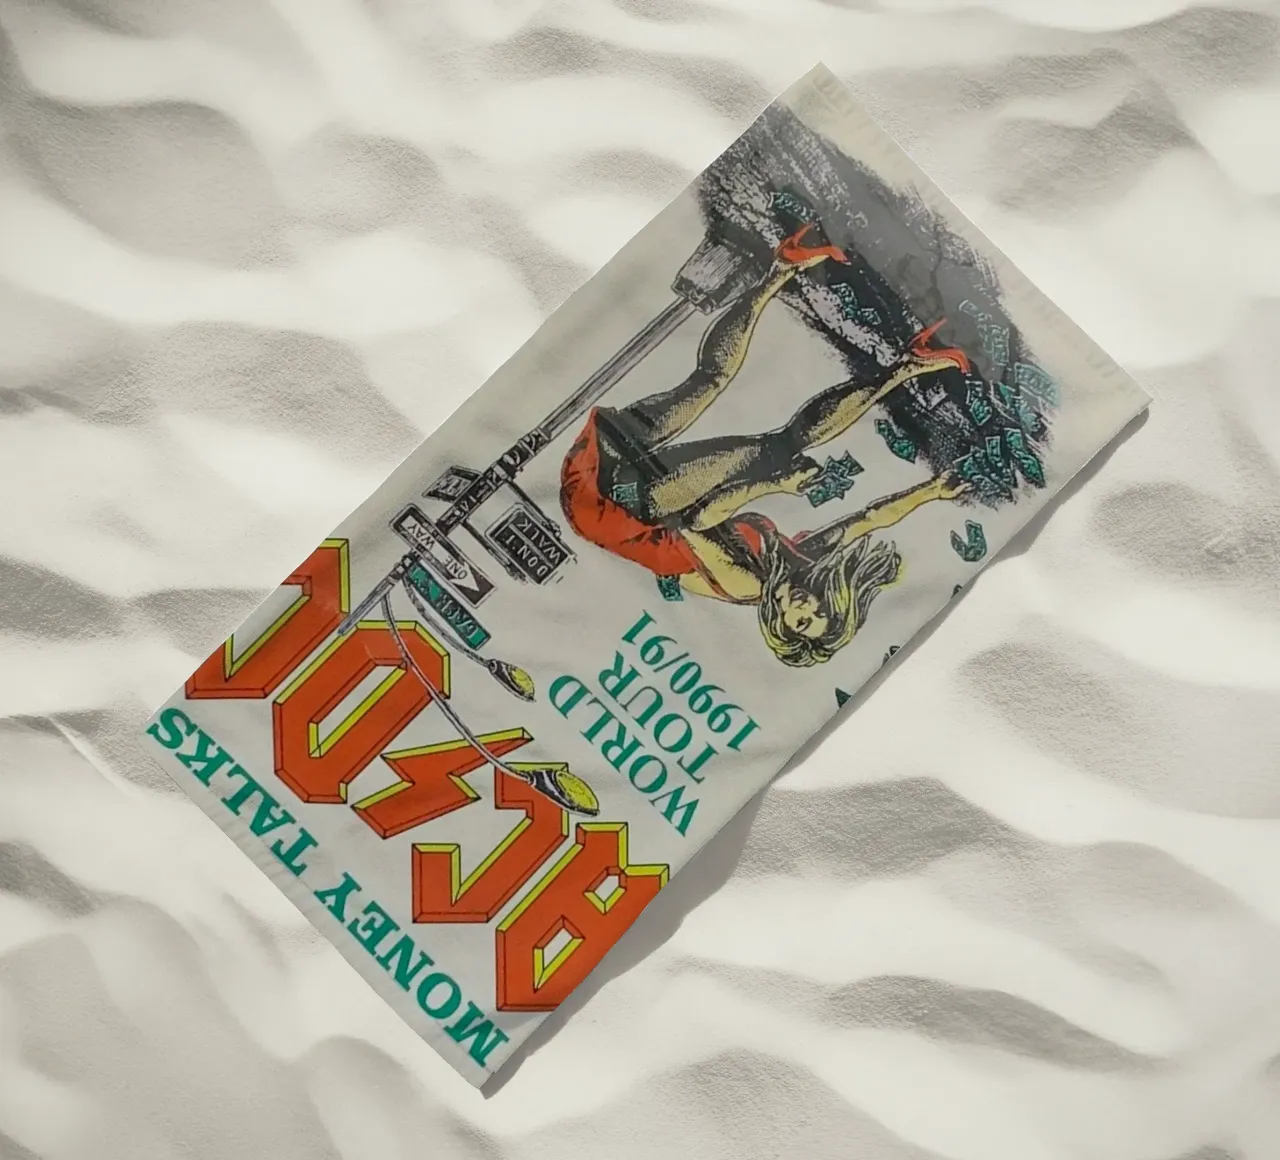 MONEY TALKS
AC⚡DC
WORLD
TOUR
1990/91
ONE WAY
DON'T
WALK